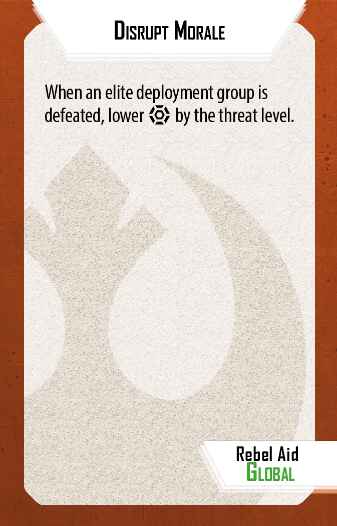 Disrupt Morale
When an elite deployment group is
defeated, lower by the threat level.
Rebel Aid
Global